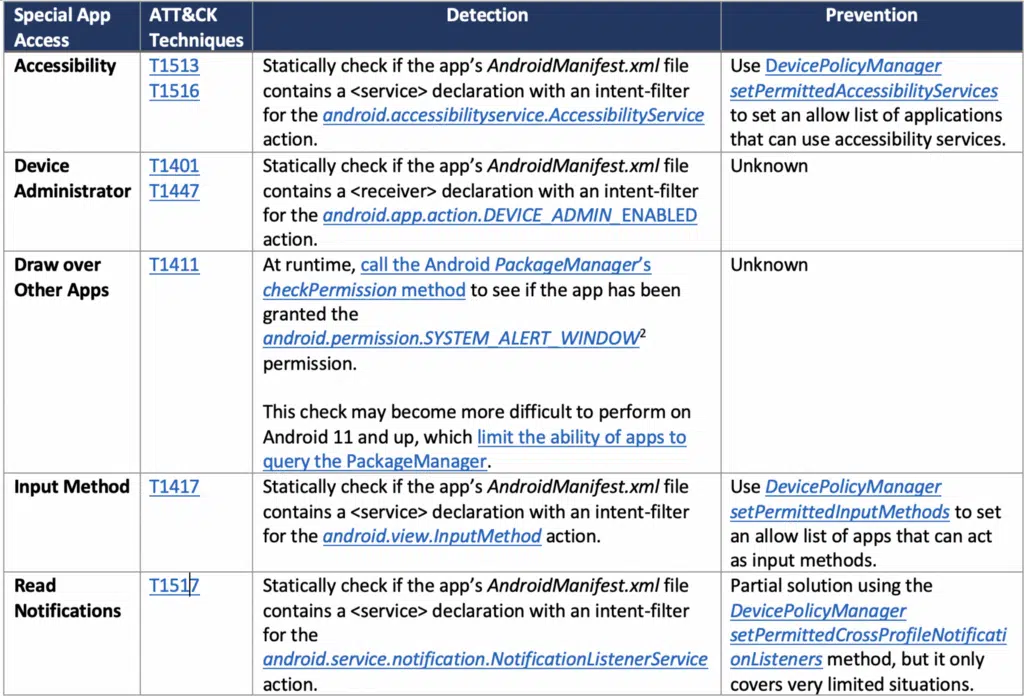 Special App Access
ATT&CK Techniques
Detection
Prevention
Accessibility
T1513
T1516
Statically check if the app's AndroidManifest.xml file
contains a <service> declaration with an intent-filter
for the android.accessibilityservice.AccessibilityService
action.
Use DevicePolicyManager
setPermittedAccessibilityServices
to set an allow list of applications
that can use accessibility services.
Device
Administrator
T1401
T1447
Statically check if the app's AndroidManifest.xml file
contains a <receiver> declaration with an intent-filter
for the android.app.action.DEVICE_ADMIN_ENABLED
action.
Unknown
Draw over
Other Apps
T1411
At runtime, call the Android PackageManager's
checkPermission method to see if the app has been
granted the
android.permission.SYSTEM_ALERT_WINDOW²
permission.
This check may become more difficult to perform on
Android 11 and up, which limit the ability of apps to
query the PackageManager.
Unknown
Input Method
T1417
Statically check if the app's AndroidManifest.xml file
contains a <service> declaration with an intent-filter
for the android.view.InputMethod action.
Use DevicePolicyManager
setPermittedInputMethods to set
an allow list of apps that can act
as input methods.
Read
Notifications
T1517
Statically check if the app's AndroidManifest.xml file
contains a <service> declaration with an intent-filter
for the
android.service.notification.NotificationListenerService
action.
Partial solution using the
DevicePolicyManager
setPermittedCrossProfileNotificati
onListeners method, but it only
covers very limited situations.